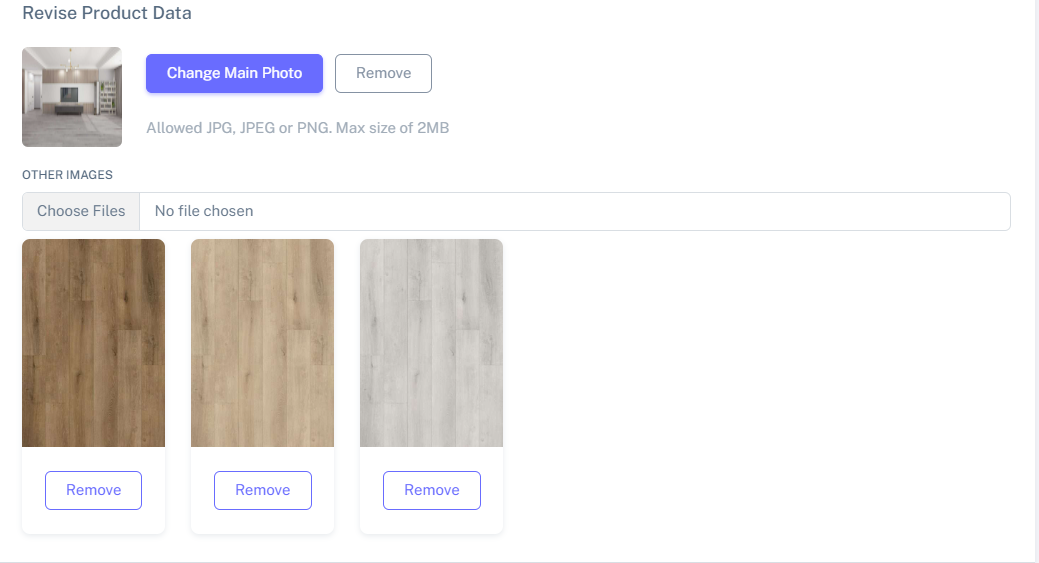 Revise Product Data
Change Main Photo
Remove
Allowed JPG, JPEG or PNG. Max size of 2MB
OTHER IMAGES
Choose Files No file chosen
Remove Remove Remove